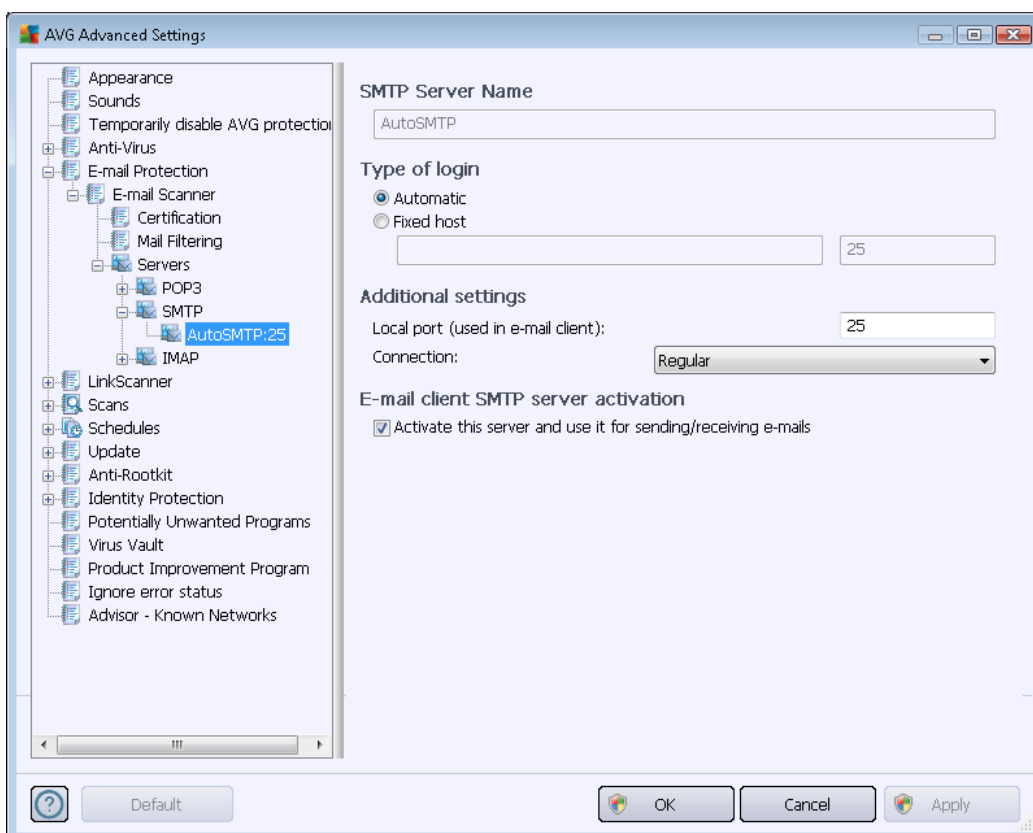 AVG Advanced Settings
Appearance
Sounds
Temporarily disable AVG protection
Anti-Virus
E-mail Protection
E-mail Scanner
Certification
Mail Filtering
Servers
POP3
SMTP
AutoSMTP:25
IMAP
LinkScanner
Scans
Schedules
Update
Anti-Rootkit
Identity Protection
Potentially Unwanted Programs
Virus Vault
Product Improvement Program
Ignore error status
Advisor - Known Networks
SMTP Server Name
AutoSMTP
Type of login
Automatic
Fixed host
25
Additional settings
Local port (used in e-mail client): 25
Connection: Regular
E-mail client SMTP server activation
Activate this server and use it for sending/receiving e-mails
? Default OK Cancel Apply